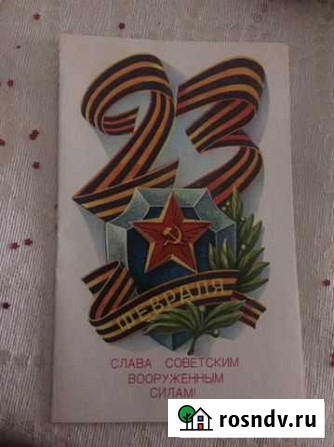 23
ФЕВРАЛЯ
СЛАВА СОВЕТСКИМ
ВООРУЖЕННЫМ
СИЛАМ!
rosndv.ru